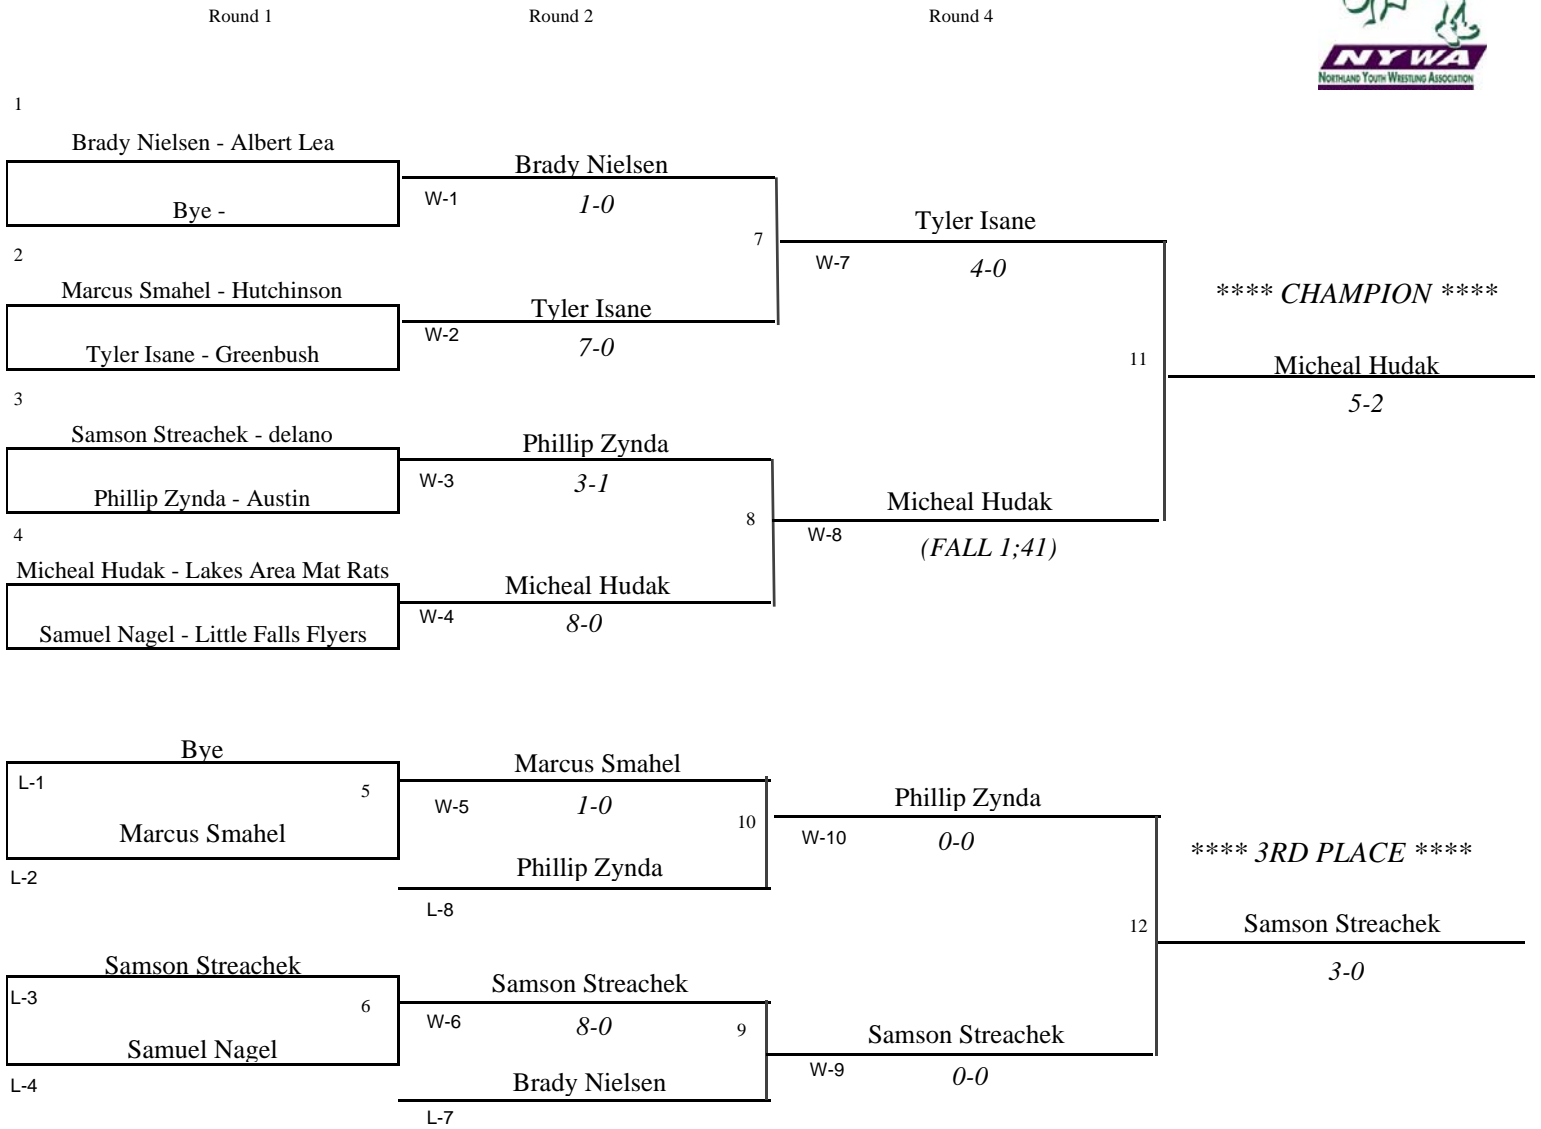 Round 1 Round 2 Round 4
NYWA
NORTHLAND YOUTH WRESTLING ASSOCIATION
1
Brady Nielsen - Albert Lea
Bye -
2
Marcus Smahel - Hutchinson
Tyler Isane - Greenbush
3
Samson Streachek - delano
Phillip Zynda - Austin
4
Micheal Hudak - Lakes Area Mat Rats
Samuel Nagel - Little Falls Flyers
Brady Nielsen
W-1 1-0
7
Tyler Isane
W-2 7-0
Phillip Zynda
W-3 3-1
8
Micheal Hudak
W-4 8-0
Tyler Isane
W-7 4-0
11
Micheal Hudak
W-8 (FALL 1;41)
**** CHAMPION ****
Micheal Hudak
5-2
Bye
L-1 5
Marcus Smahel
L-2
Samson Streachek
L-3 6
Samuel Nagel
L-4
Marcus Smahel
W-5 1-0 10
Phillip Zynda
L-8
Samson Streachek
W-6 8-0 9
Brady Nielsen
L-7
Phillip Zynda
W-10 0-0
12
Samson Streachek
W-9 0-0
**** 3RD PLACE ****
Samson Streachek
3-0